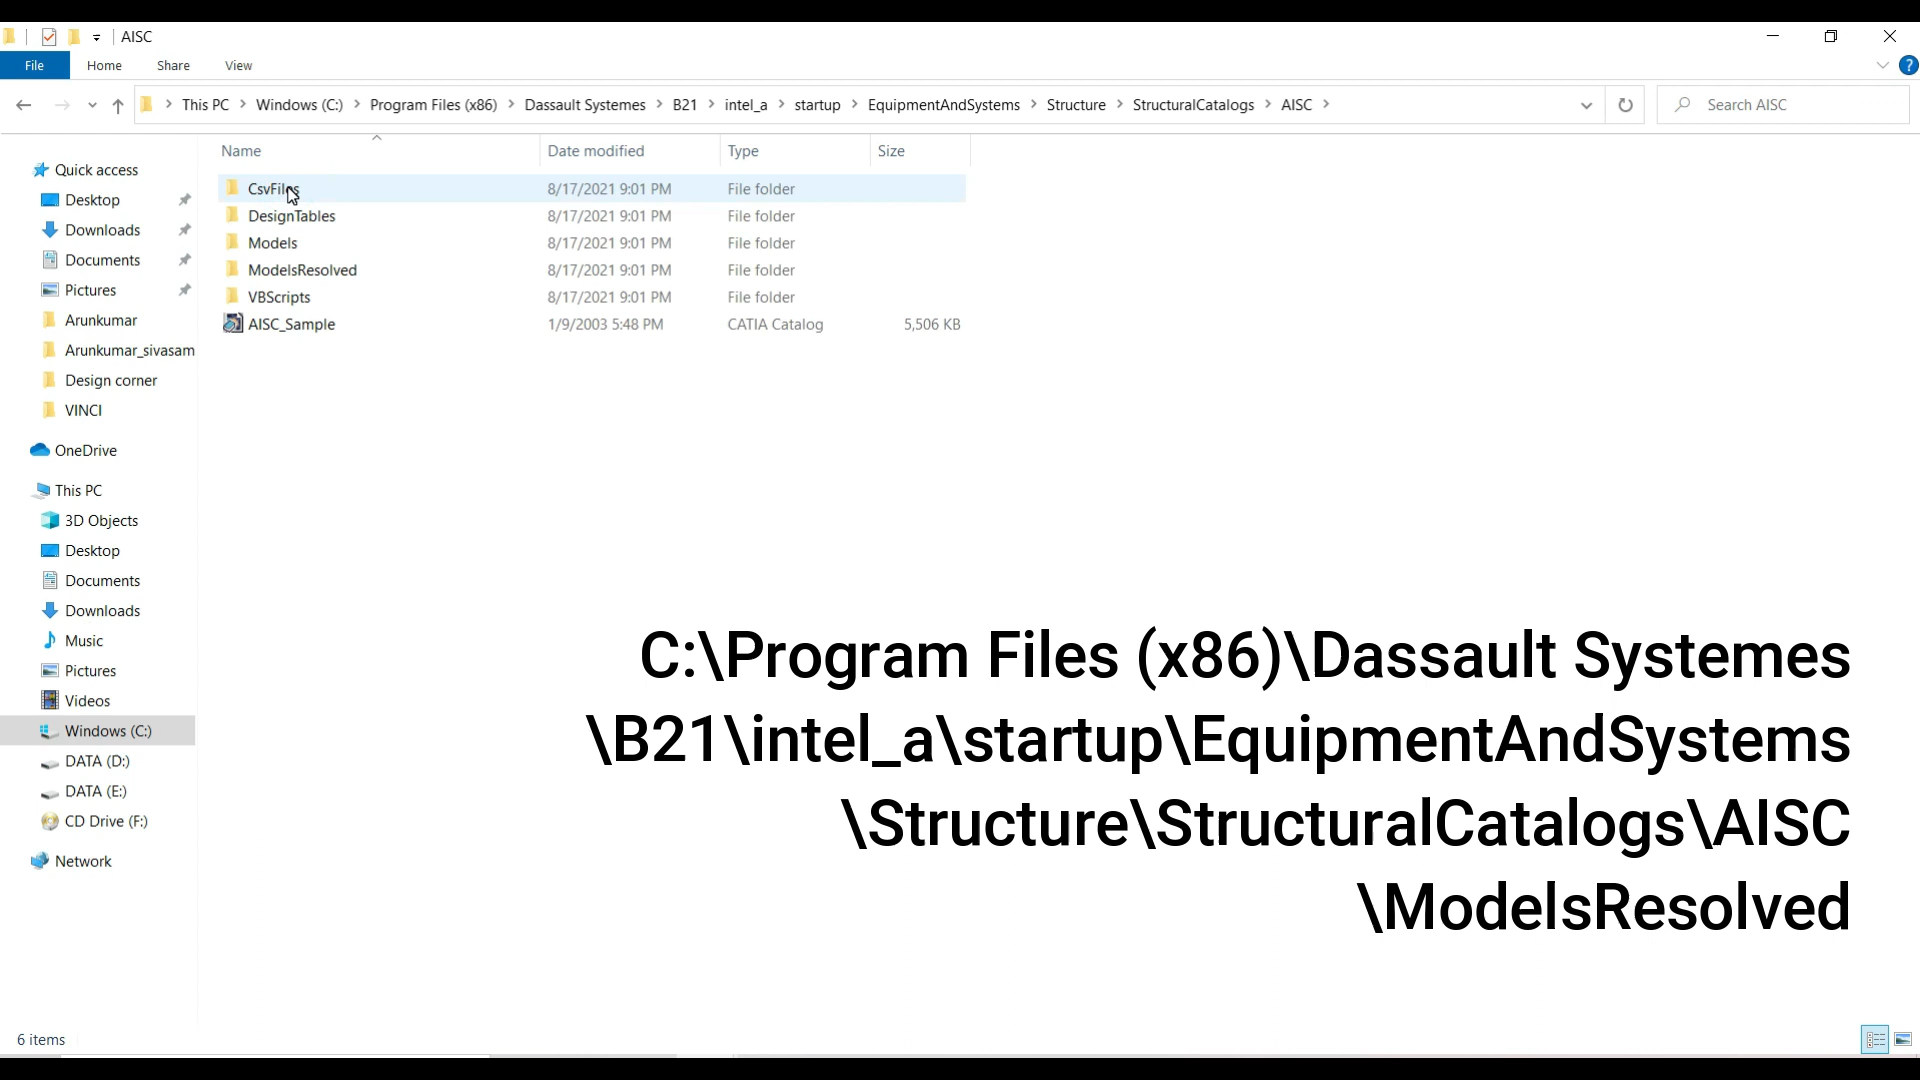 AISC
File Home Share View
This PC Windows (C:) Program Files (x86) Dassault Systemes B21 intel_a startup EquipmentAndSystems Structure StructuralCatalogs AISC Search AISC
Name Date modified Type Size
CsvFiles 8/17/2021 9:01 PM File folder
DesignTables 8/17/2021 9:01 PM File folder
Models 8/17/2021 9:01 PM File folder
ModelsResolved 8/17/2021 9:01 PM File folder
VBScripts 8/17/2021 9:01 PM File folder
AISC_Sample 1/9/2003 5:48 PM CATIA Catalog 5,506 KB
Quick access
Desktop
Downloads
Documents
Pictures
Arunkumar
Arunkumar_sivasam
Design corner
VINCI
OneDrive
This PC
3D Objects
Desktop
Documents
Downloads
Music
Pictures
Videos
Windows (C:)
DATA (D:)
DATA (E:)
CD Drive (F:)
Network
C:\Program Files (x86)\Dassault Systemes
\B21\intel_a\startup\EquipmentAndSystems
\Structure\StructuralCatalogs\AISC
\ModelsResolved
6 items